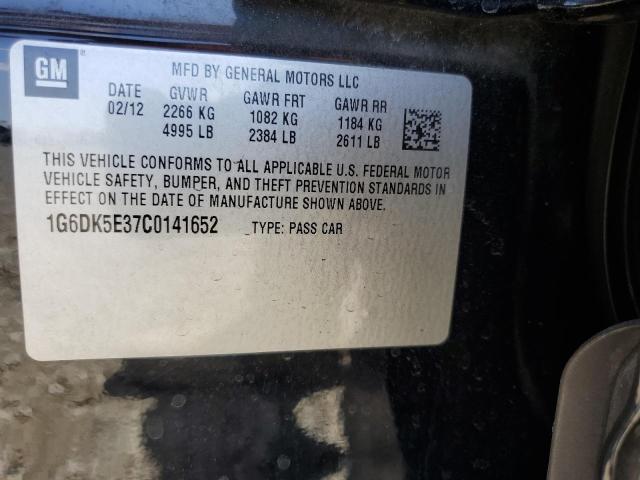 GM
MFD BY GENERAL MOTORS LLC
DATE GVWR GAWR FRT GAWR RR
02/12 2266 KG 1082 KG 1184 KG
4995 LB 2384 LB 2611 LB
THIS VEHICLE CONFORMS TO ALL APPLICABLE U.S. FEDERAL MOTOR
VEHICLE SAFETY, BUMPER, AND THEFT PREVENTION STANDARDS IN
EFFECT ON THE DATE OF MANUFACTURE SHOWN ABOVE.
1G6DK5E37C0141652 TYPE: PASS CAR